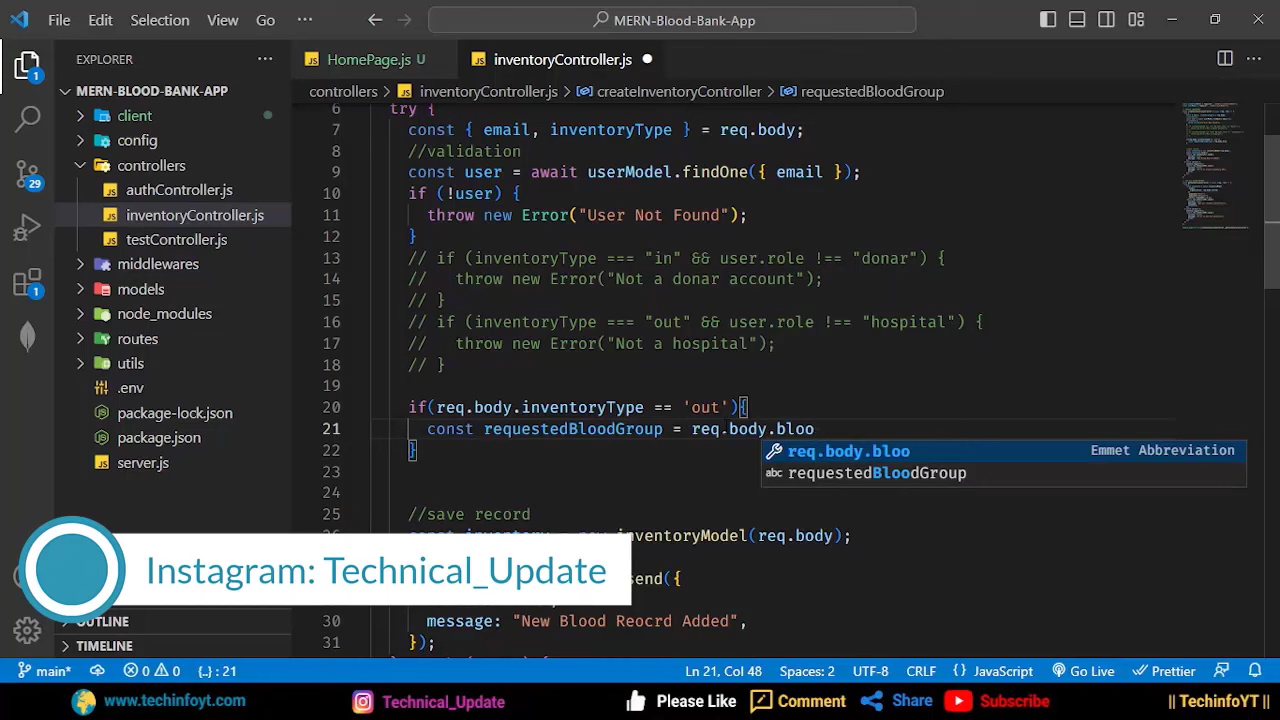 File Edit Selection View Go ··· MERN-Blood-Bank-App
EXPLORER ···
HomePage.js U
inventoryController.js
MERN-BLOOD-BANK-APP
controllers > inventoryController.js > createInventoryController > requestedBloodGroup
client
config
controllers
authController.js
inventoryController.js
testController.js
middlewares
models
node_modules
routes
utils
.env
package-lock.json
package.json
server.js
OUTLINE
TIMELINE
1
29
1
6 try {
7 const { email, inventoryType } = req.body;
8 //validation
9 const user = await userModel.findOne({ email });
10 if (!user) {
11 throw new Error("User Not Found");
12 }
13 // if (inventoryType === "in" && user.role !== "donar") {
14 // throw new Error("Not a donar account");
15 // }
16 // if (inventoryType === "out" && user.role !== "hospital") {
17 // throw new Error("Not a hospital");
18 // }
19
20 if(req.body.inventoryType == 'out'){
21 const requestedBloodGroup = req.body.bloo
22 }
req.body.bloo Emmet Abbreviation
abc requestedBloodGroup
23
24
25 //save record
inventoryModel(req.body);
send({
30 message: "New Blood Reocrd Added",
31 });
Instagram: Technical_Update
main* 0 0 {..} : 21 Ln 21, Col 48 Spaces: 2 UTF-8 CRLF {} JavaScript Go Live Prettier
www.techinfoyt.com Technical_Update Please Like Comment Share Subscribe || TechinfoYT ||